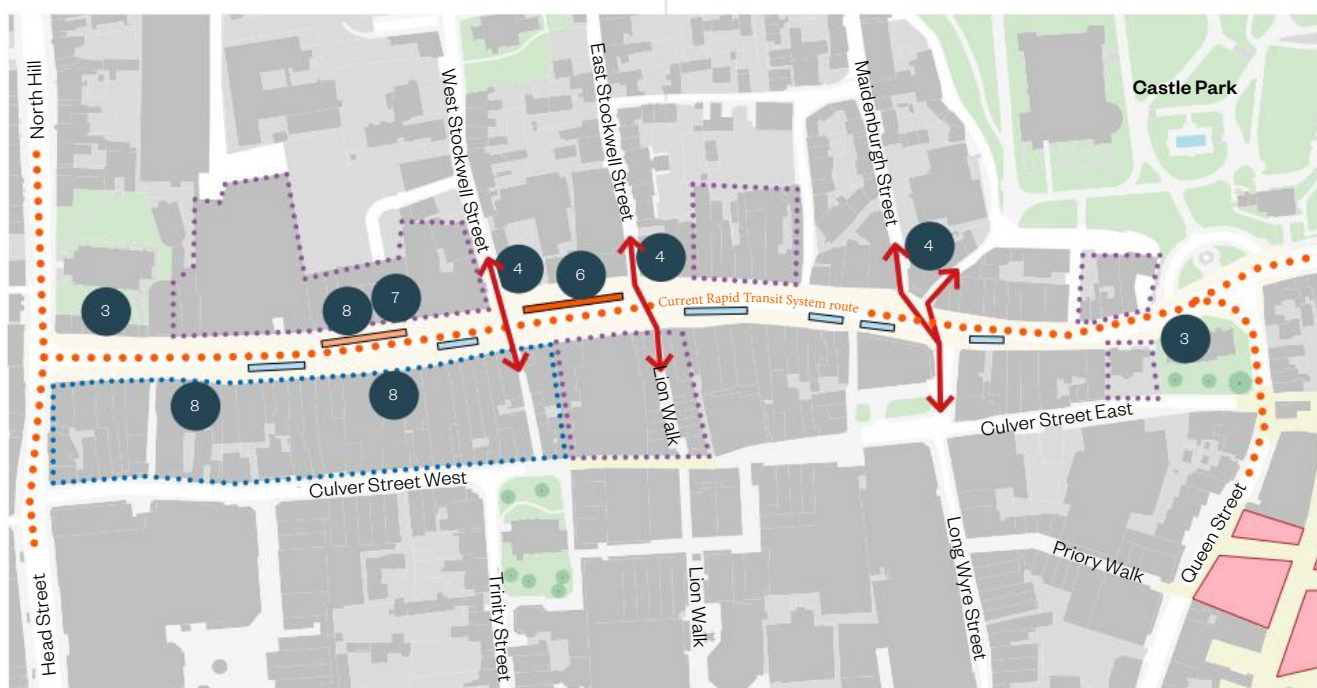 North Hill
West Stockwell Street
East Stockwell Street
Maidenburgh Street
Castle Park
4
4
4
6
3
8
7
Current Rapid Transit System route
3
8
8
Lion Walk
Culver Street East
Culver Street West
Head Street
Trinity Street
Lion Walk
Long Wyre Street
Priory Walk
Queen Street